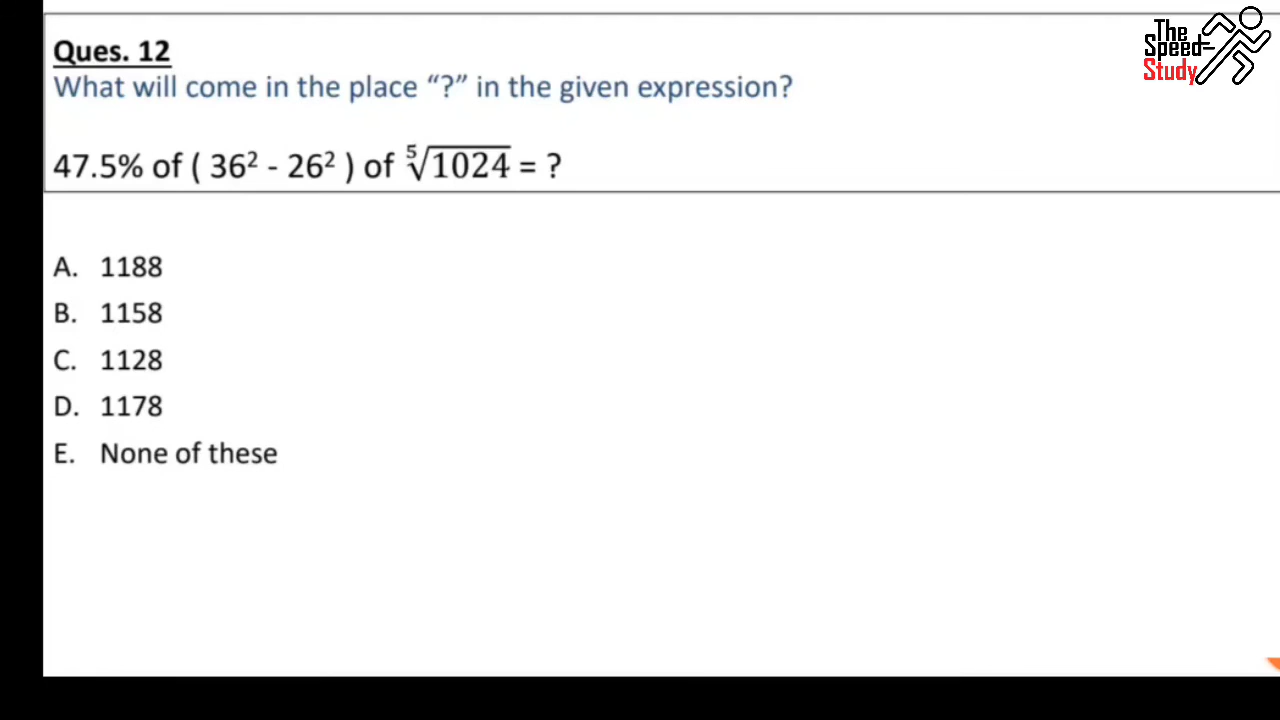 The
Speed
Study
Ques. 12
What will come in the place “?” in the given expression?
47.5% of ( 36² - 26² ) of ⁵√1024 = ?
A. 1188
B. 1158
C. 1128
D. 1178
E. None of these